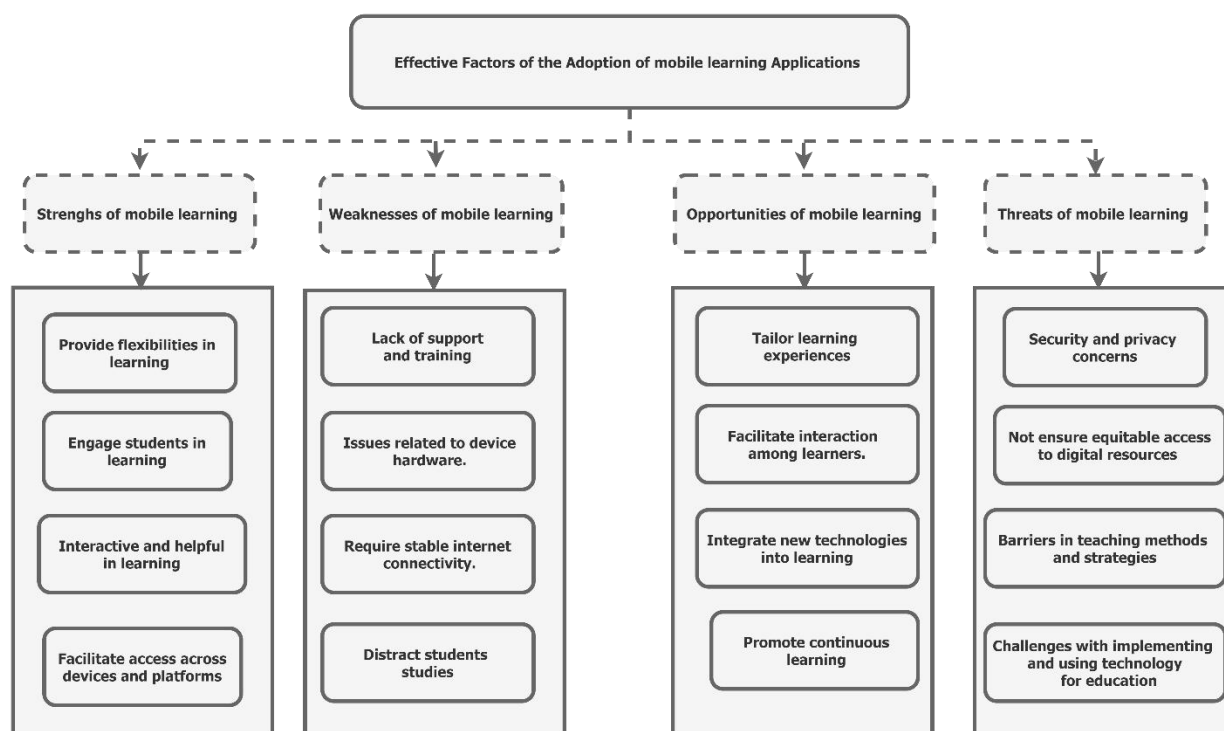 Effective Factors of the Adoption of mobile learning Applications
Strenghs of mobile learning
Weaknesses of mobile learning
Opportunities of mobile learning
Threats of mobile learning
Provide flexibilities in
learning
Engage students in
learning
Interactive and helpful
in learning
Facilitate access across
devices and platforms
Lack of support
and training
Issues related to device
hardware.
Require stable internet
connectivity.
Distract students
studies
Tailor learning
experiences
Facilitate interaction
among learners.
Integrate new technologies
into learning
Promote continuous
learning
Security and privacy
concerns
Not ensure equitable access
to digital resources
Barriers in teaching methods
and strategies
Challenges with implementing
and using technology
for education